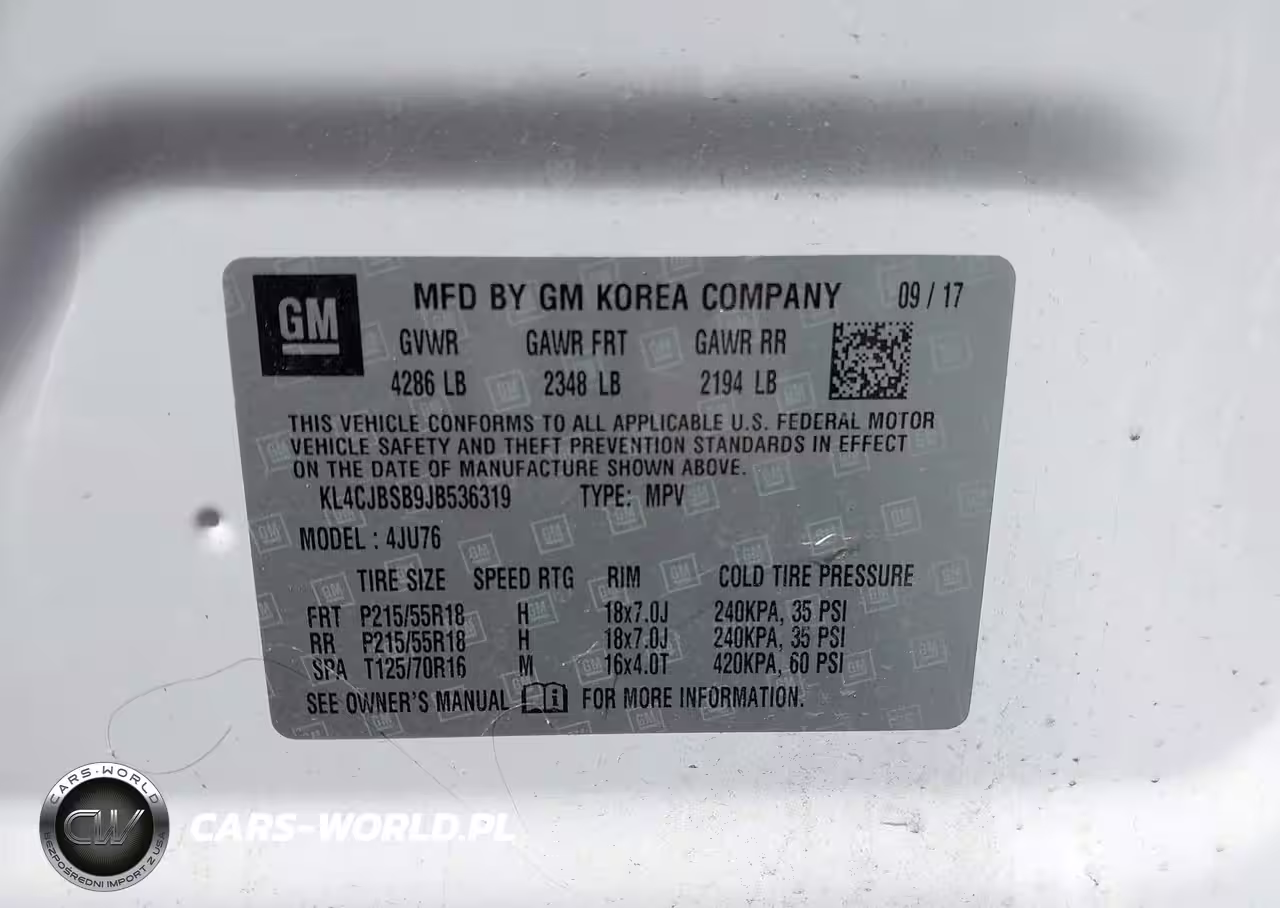 GM
MFD BY GM KOREA COMPANY 09 / 17
GVWR GAWR FRT GAWR RR
4286 LB 2348 LB 2194 LB
THIS VEHICLE CONFORMS TO ALL APPLICABLE U.S. FEDERAL MOTOR
VEHICLE SAFETY AND THEFT PREVENTION STANDARDS IN EFFECT
ON THE DATE OF MANUFACTURE SHOWN ABOVE.
KL4CJBSB9JB536319 TYPE: MPV
MODEL : 4JU76
TIRE SIZE SPEED RTG RIM COLD TIRE PRESSURE
FRT P215/55R18 H 18x7.0J 240KPA, 35 PSI
RR P215/55R18 H 18x7.0J 240KPA, 35 PSI
SPA T125/70R16 M 16x4.0T 420KPA, 60 PSI
SEE OWNER'S MANUAL FOR MORE INFORMATION.
CARS-WORLD
CW
BEZPOŚREDNI IMPORT Z USA
CARS-WORLD.PL